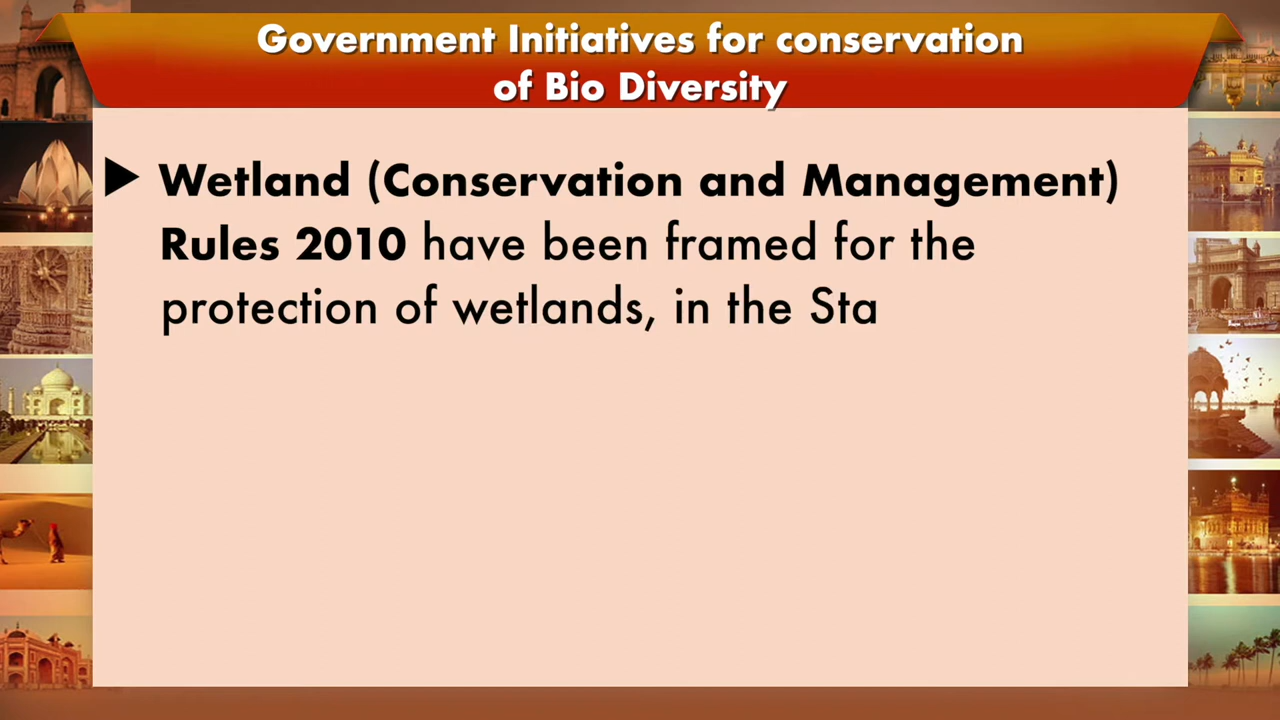 Government Initiatives for conservation
of Bio Diversity
Wetland (Conservation and Management)
Rules 2010 have been framed for the
protection of wetlands, in the Sta